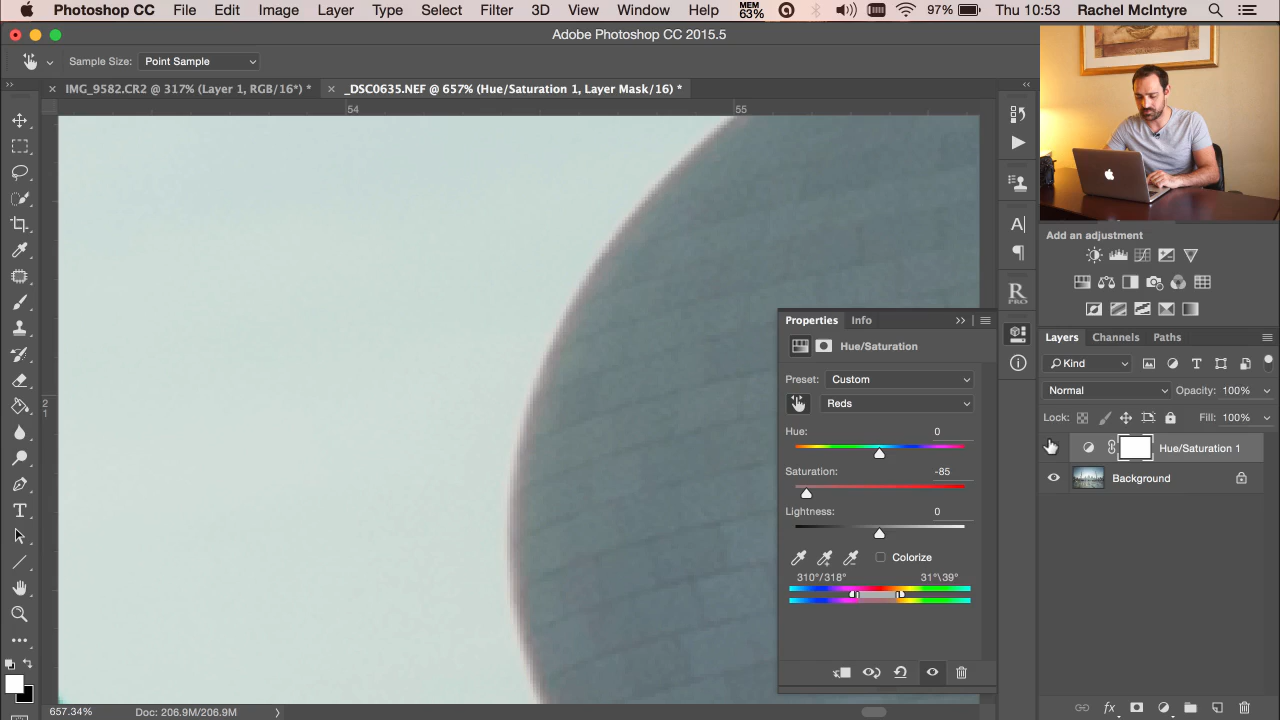 Photoshop CC File Edit Image Layer Type Select Filter 3D View Window Help MEM 63% 97% Thu 10:53 Rachel McIntyre
Adobe Photoshop CC 2015.5
Sample Size: Point Sample
IMG_9582.CR2 @ 317% (Layer 1, RGB/16*) * _DSC0635.NEF @ 657% (Hue/Saturation 1, Layer Mask/16) *
54 55
2
1
Add an adjustment
R
PRO
Properties Info
Hue/Saturation
Preset: Custom
Reds
Hue: 0
Saturation: -85
Lightness: 0
Colorize
310°/318° 31°\39°
Layers Channels Paths
Kind
Normal Opacity: 100%
Lock: Fill: 100%
Hue/Saturation 1
Background
fx
657.34% Doc: 206.9M/206.9M